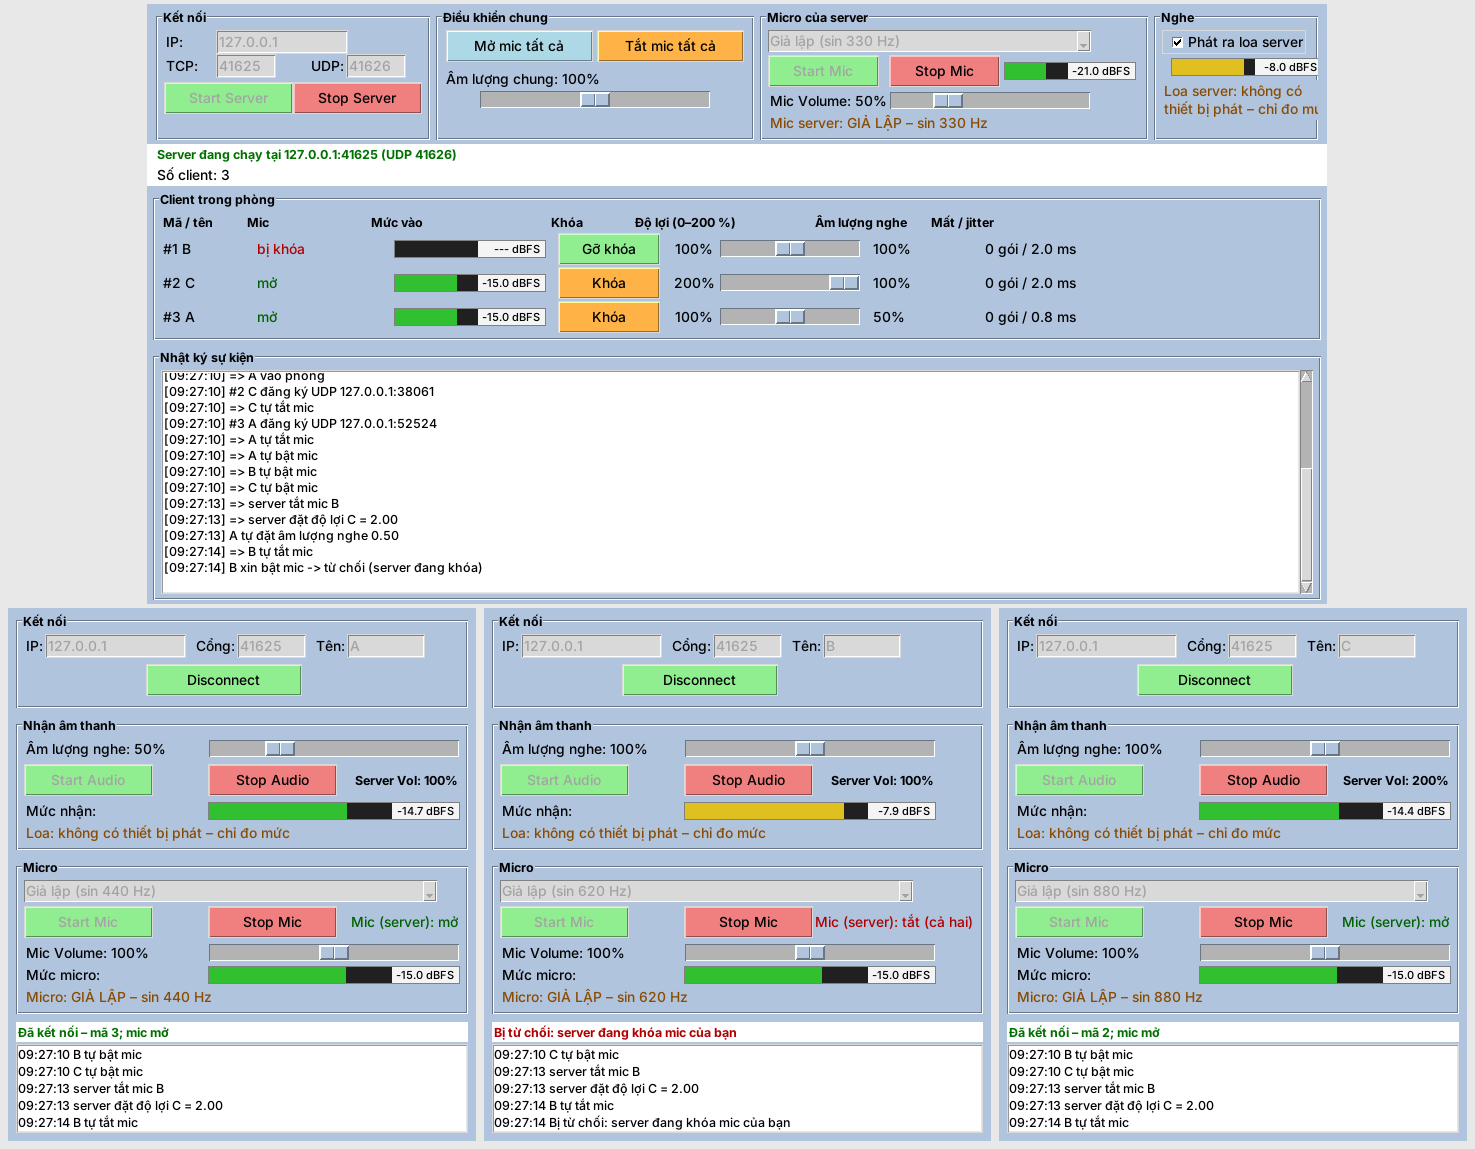 Kết nối
IP: 127.0.0.1
TCP: 41625 UDP: 41626
Start Server Stop Server
Điều khiển chung
Mở mic tất cả Tắt mic tất cả
Âm lượng chung: 100%
Micro của server
Giả lập (sin 330 Hz)
Start Mic Stop Mic -21.0 dBFS
Mic Volume: 50%
Mic server: GIẢ LẬP – sin 330 Hz
Nghe
Phát ra loa server
-8.0 dBFS
Loa server: không có
thiết bị phát – chỉ đo
Server đang chạy tại 127.0.0.1:41625 (UDP 41626)
Số client: 3
Client trong phòng
Mã / tên Mic Mức vào Khóa Độ lợi (0–200 %) Âm lượng nghe Mất / jitter
#1 B bị khóa --- dBFS Gỡ khóa 100% 100% 0 gói / 2.0 ms
#2 C mở -15.0 dBFS Khóa 200% 100% 0 gói / 2.0 ms
#3 A mở -15.0 dBFS Khóa 100% 50% 0 gói / 0.8 ms
Nhật ký sự kiện
[09:27:10] => A vào phòng
[09:27:10] #2 C đăng ký UDP 127.0.0.1:38061
[09:27:10] => C tự tắt mic
[09:27:10] #3 A đăng ký UDP 127.0.0.1:52524
[09:27:10] => A tự tắt mic
[09:27:10] => A tự bật mic
[09:27:10] => B tự bật mic
[09:27:10] => C tự bật mic
[09:27:13] => server tắt mic B
[09:27:13] => server đặt độ lợi C = 2.00
[09:27:13] A tự đặt âm lượng nghe 0.50
[09:27:14] => B tự tắt mic
[09:27:14] B xin bật mic -> từ chối (server đang khóa)
Kết nối
IP: 127.0.0.1 Cổng: 41625 Tên: A
Disconnect
Nhận âm thanh
Âm lượng nghe: 50%
Start Audio Stop Audio Server Vol: 100%
Mức nhận: -14.7 dBFS
Loa: không có thiết bị phát – chỉ đo mức
Micro
Giả lập (sin 440 Hz)
Start Mic Stop Mic Mic (server): mở
Mic Volume: 100%
Mức micro: -15.0 dBFS
Micro: GIẢ LẬP – sin 440 Hz
Đã kết nối – mã 3; mic mở
09:27:10 B tự bật mic
09:27:10 C tự bật mic
09:27:13 server tắt mic B
09:27:13 server đặt độ lợi C = 2.00
09:27:14 B tự tắt mic
Kết nối
IP: 127.0.0.1 Cổng: 41625 Tên: B
Disconnect
Nhận âm thanh
Âm lượng nghe: 100%
Start Audio Stop Audio Server Vol: 100%
Mức nhận: -7.9 dBFS
Loa: không có thiết bị phát – chỉ đo mức
Micro
Giả lập (sin 620 Hz)
Start Mic Stop Mic Mic (server): tắt (cả hai)
Mic Volume: 100%
Mức micro: -15.0 dBFS
Micro: GIẢ LẬP – sin 620 Hz
Bị từ chối: server đang khóa mic của bạn
09:27:10 C tự bật mic
09:27:13 server tắt mic B
09:27:13 server đặt độ lợi C = 2.00
09:27:14 B tự tắt mic
09:27:14 Bị từ chối: server đang khóa mic của bạn
Kết nối
IP: 127.0.0.1 Cổng: 41625 Tên: C
Disconnect
Nhận âm thanh
Âm lượng nghe: 100%
Start Audio Stop Audio Server Vol: 200%
Mức nhận: -14.4 dBFS
Loa: không có thiết bị phát – chỉ đo mức
Micro
Giả lập (sin 880 Hz)
Start Mic Stop Mic Mic (server): mở
Mic Volume: 100%
Mức micro: -15.0 dBFS
Micro: GIẢ LẬP – sin 880 Hz
Đã kết nối – mã 2; mic mở
09:27:10 B tự bật mic
09:27:10 C tự bật mic
09:27:13 server tắt mic B
09:27:13 server đặt độ lợi C = 2.00
09:27:14 B tự tắt mic